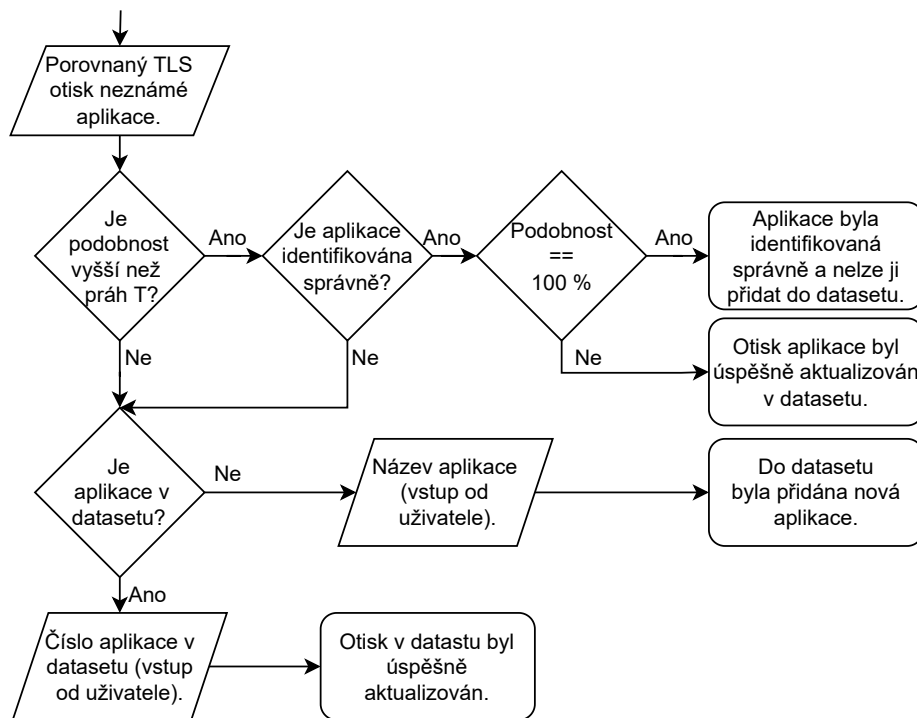 Porovnaný TLS
otisk neznámé
aplikace.
Je
podobnost
vyšší než
práh T?
Ano
Je aplikace
identifikována
správně?
Ano
Podobnost
==
100 %
Ano
Aplikace byla
identifikovaná
správně a nelze ji
přidat do datasetu.
Ne
Ne
Ne
Otisk aplikace byl
úspěšně aktualizován
v datasetu.
Je
aplikace v
datasetu?
Ne
Název aplikace
(vstup od
uživatele).
Do datasetu
byla přidána nová
aplikace.
Ano
Číslo aplikace v
datasetu (vstup
od uživatele).
Otisk v datastu byl
úspěšně
aktualizován.